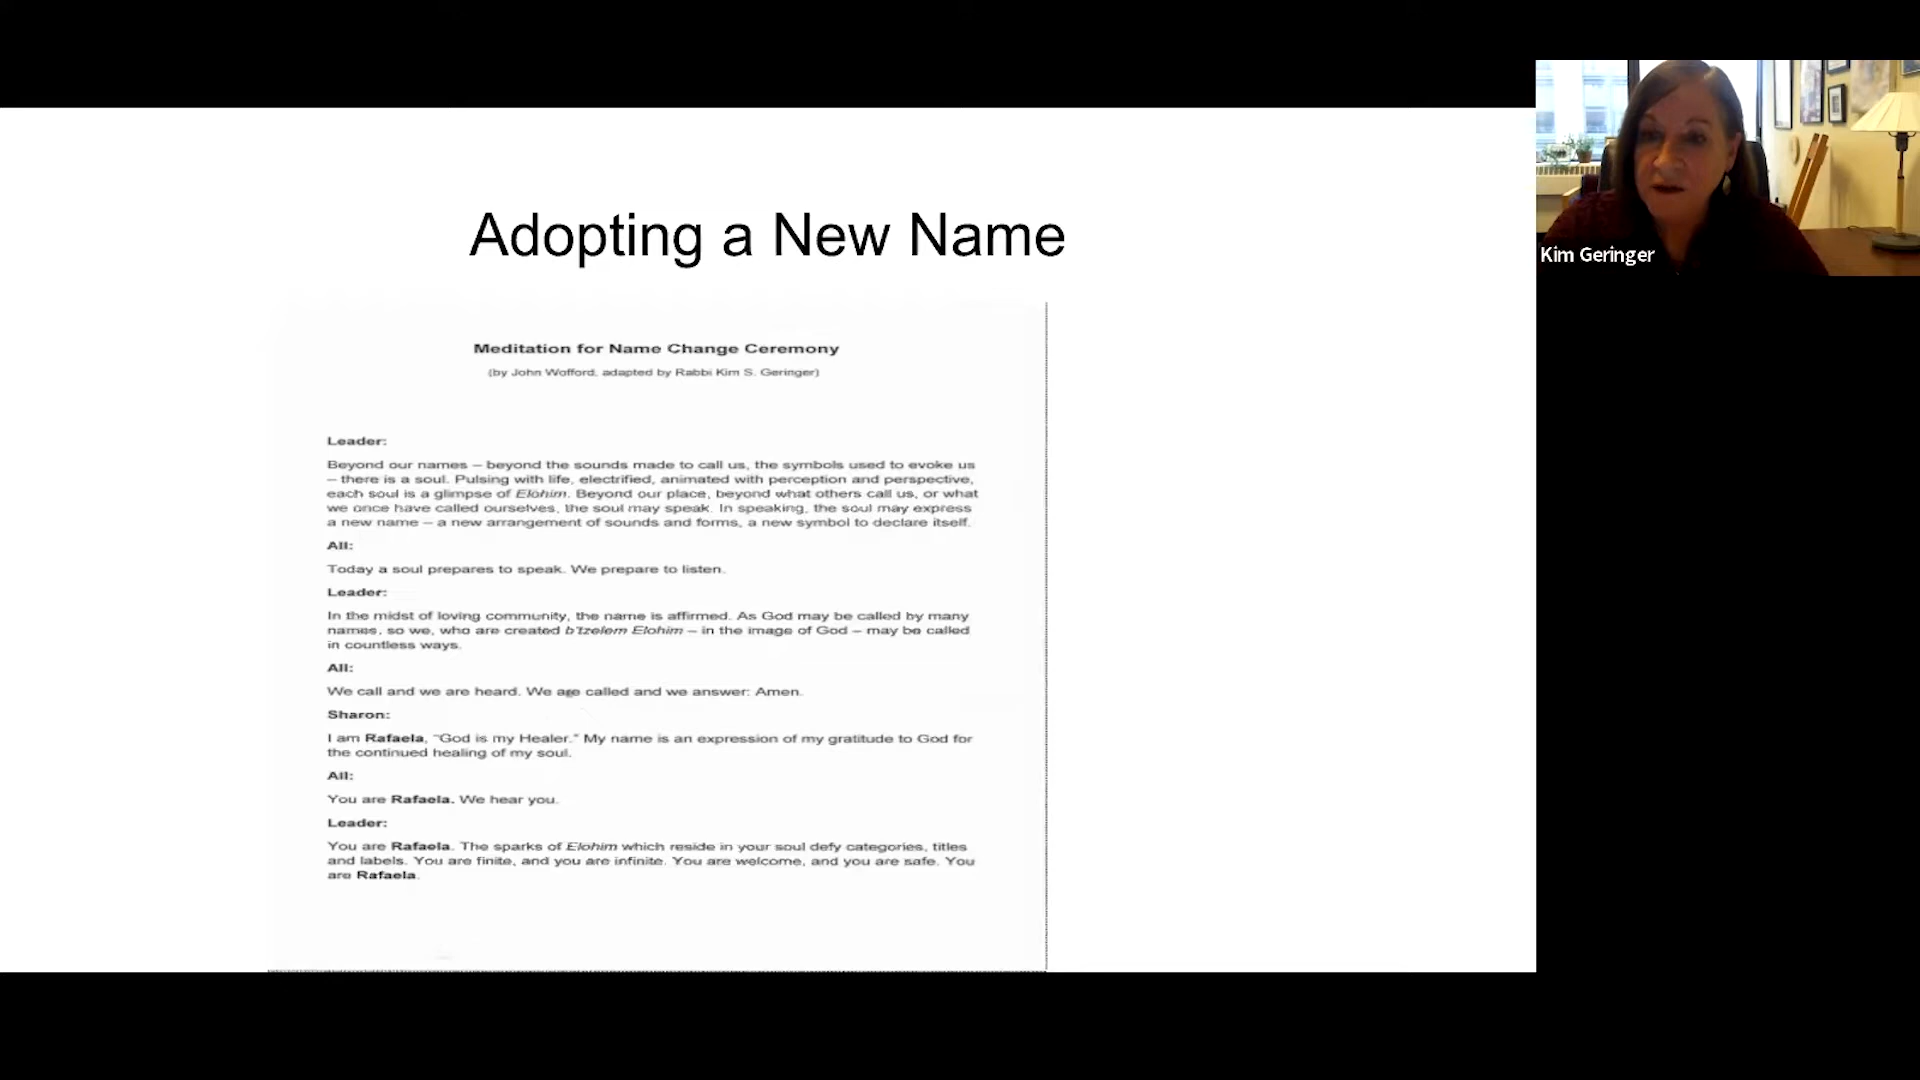 Adopting a New Name
Meditation for Name Change Ceremony
(by John Wofford, adapted by Rabbi Kim S. Geringer)
Leader:
Beyond our names – beyond the sounds made to call us, the symbols used to evoke us
– there is a soul. Pulsing with life, electrified, animated with perception and perspective,
each soul is a glimpse of Elohim. Beyond our place, beyond what others call us, or what
we once have called ourselves, the soul may speak. In speaking, the soul may express
a new name – a new arrangement of sounds and forms, a new symbol to declare itself.
All:
Today a soul prepares to speak. We prepare to listen.
Leader:
In the midst of loving community, the name is affirmed. As God may be called by many
names, so we, who are created b'tzelem Elohim – in the image of God – may be called
in countless ways.
All:
We call and we are heard. We are called and we answer: Amen.
Sharon:
I am Rafaela, "God is my Healer." My name is an expression of my gratitude to God for
the continued healing of my soul.
All:
You are Rafaela. We hear you.
Leader:
You are Rafaela. The sparks of Elohim which reside in your soul defy categories, titles
and labels. You are finite, and you are infinite. You are welcome, and you are safe. You
are Rafaela.
Kim Geringer